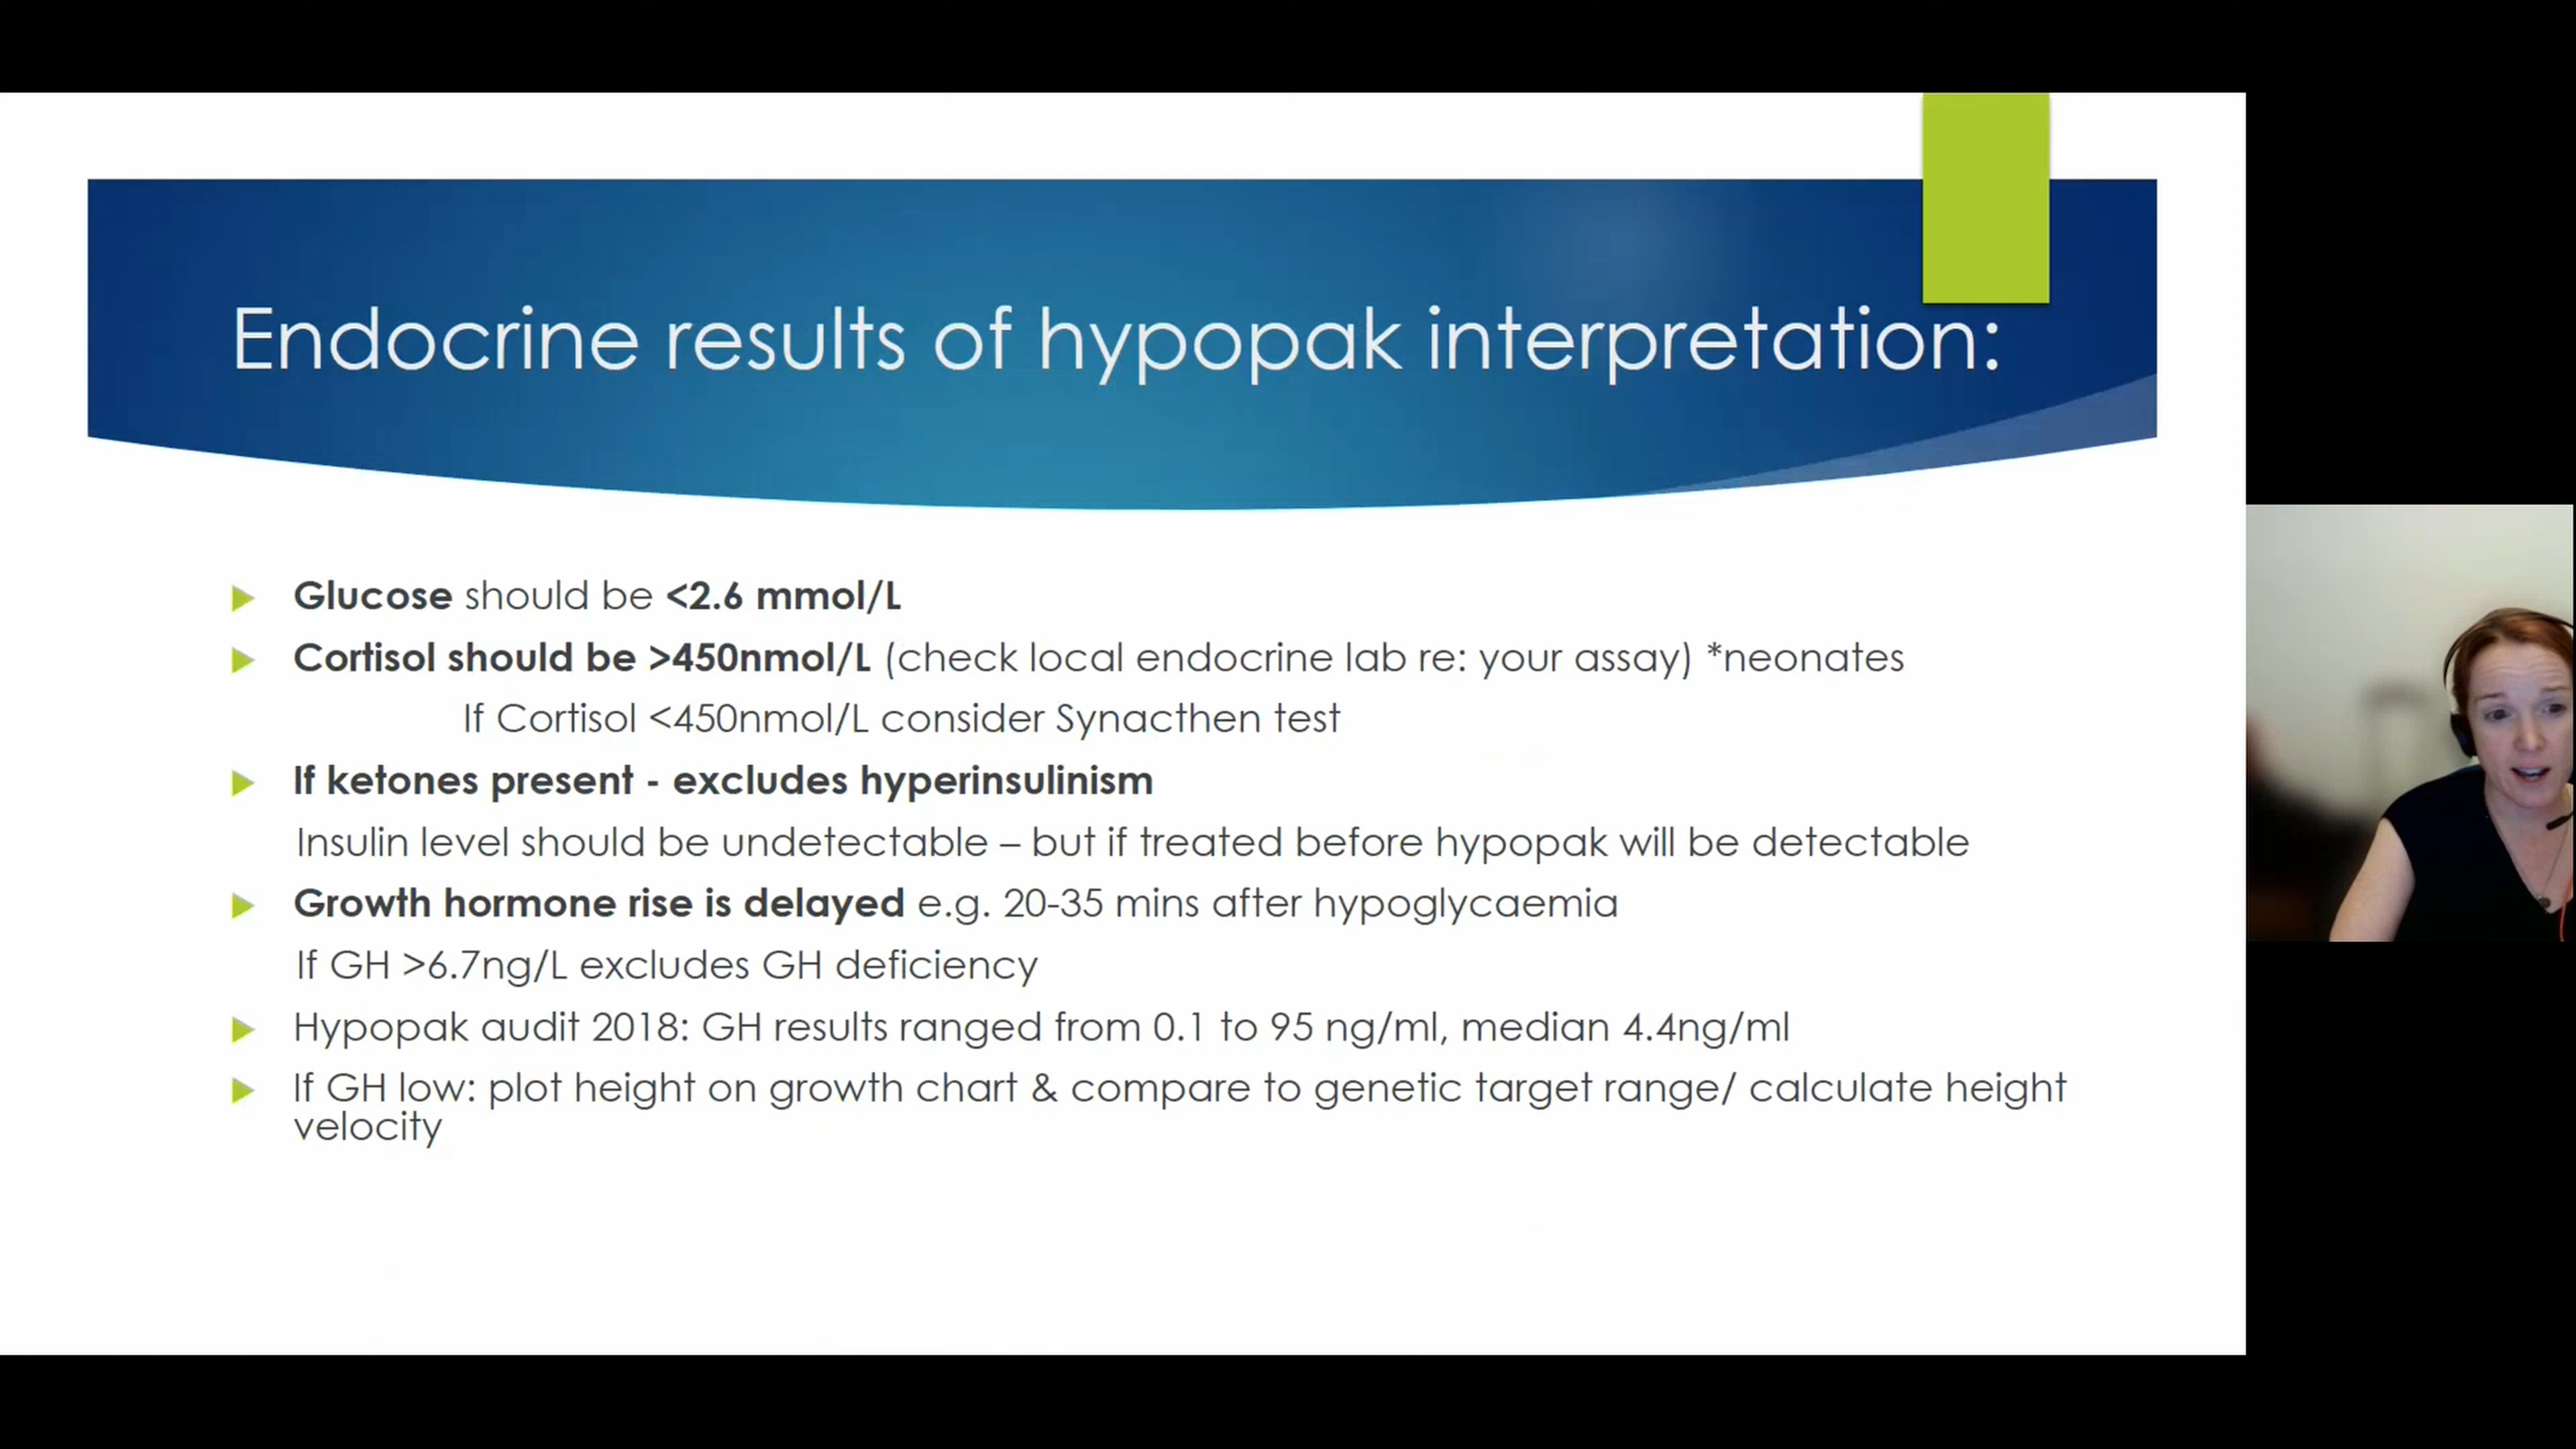 Endocrine results of hypopak interpretation:
Glucose should be <2.6 mmol/L
Cortisol should be >450nmol/L (check local endocrine lab re: your assay) *neonates
If Cortisol <450nmol/L consider Synacthen test
If ketones present - excludes hyperinsulinism
Insulin level should be undetectable – but if treated before hypopak will be detectable
Growth hormone rise is delayed e.g. 20-35 mins after hypoglycaemia
If GH >6.7ng/L excludes GH deficiency
Hypopak audit 2018: GH results ranged from 0.1 to 95 ng/ml, median 4.4ng/ml
If GH low: plot height on growth chart & compare to genetic target range/ calculate height
velocity